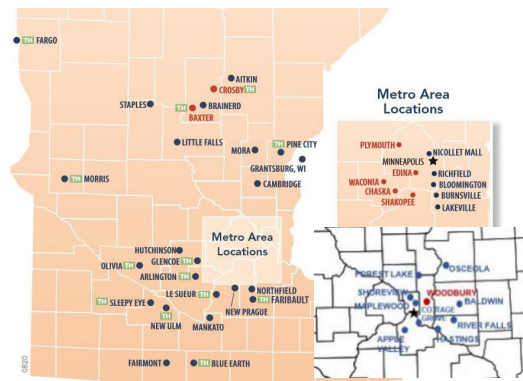 TH FARGO
AITKIN
CROSBY TH
STAPLES
TH
BRAINERD
BAXTER
Metro Area
Locations
LITTLE FALLS
TH PINE CITY
MORA
GRANTSBURG, WI
TH MORRIS
CAMBRIDGE
PLYMOUTH
NICOLLET MALL
MINNEAPOLIS
EDINA
RICHFIELD
WACONIA
BLOOMINGTON
CHASKA
BURNSVILLE
SHAKOPEE
LAKEVILLE
HUTCHINSON
Metro Area
Locations
GLENCOE
TH
OLIVIA TH
ARLINGTON TH
LE SUEUR TH
NORTHFIELD
TH FARIBAULT
TH SLEEPY EYE
TH
NEW PRAGUE
NEW ULM
MANKATO
FAIRMONT
TH BLUE EARTH
FOREST LAKE
OSCEOLA
SHOREVIEW
WOODBURY
MAPLEWOOD
BALDWIN
COTTAGE
GROVE
RIVER FALLS
APPLE
VALLEY
HASTINGS
0820